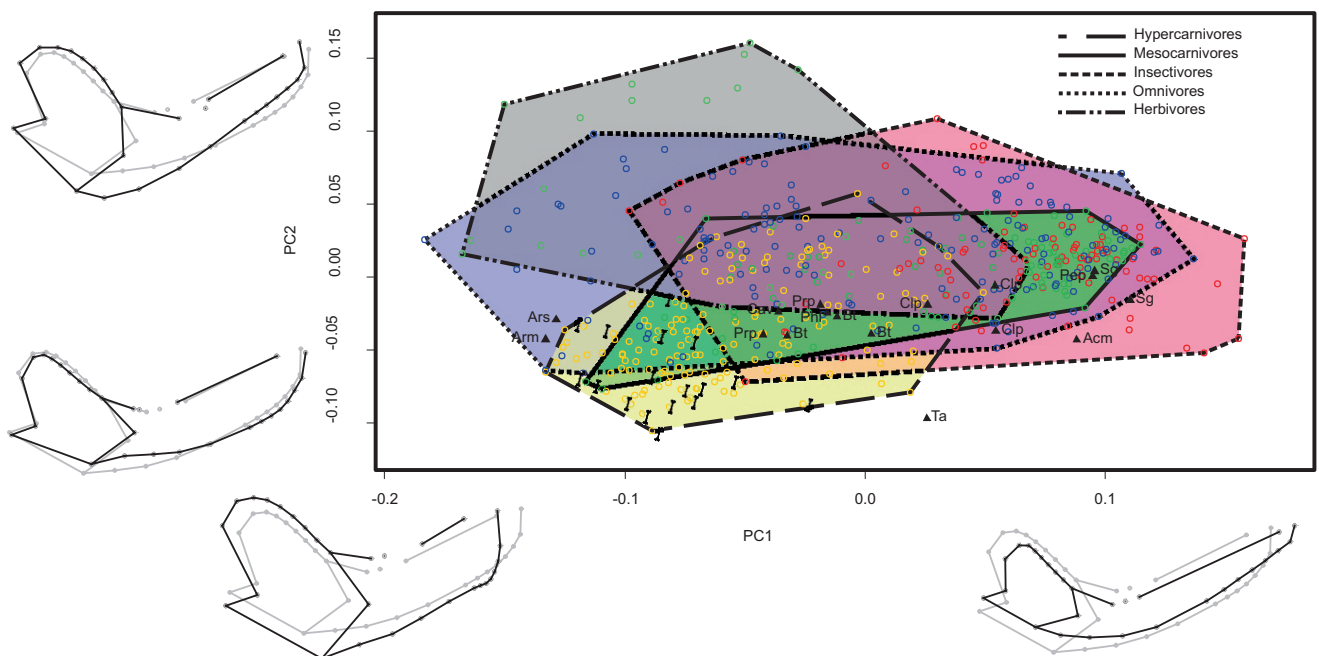 Hypercarnivores
Mesocarnivores
Insectivores
Omnivores
Herbivores
PC2
0.15
0.10
0.05
0.00
-0.05
-0.10
Ars
Arm
Prp
Prp
Bt
Bt
Bt
Clp
Clp
Clp
Pep
Sg
Sg
Acm
Ta
-0.2
-0.1
0.0
0.1
PC1